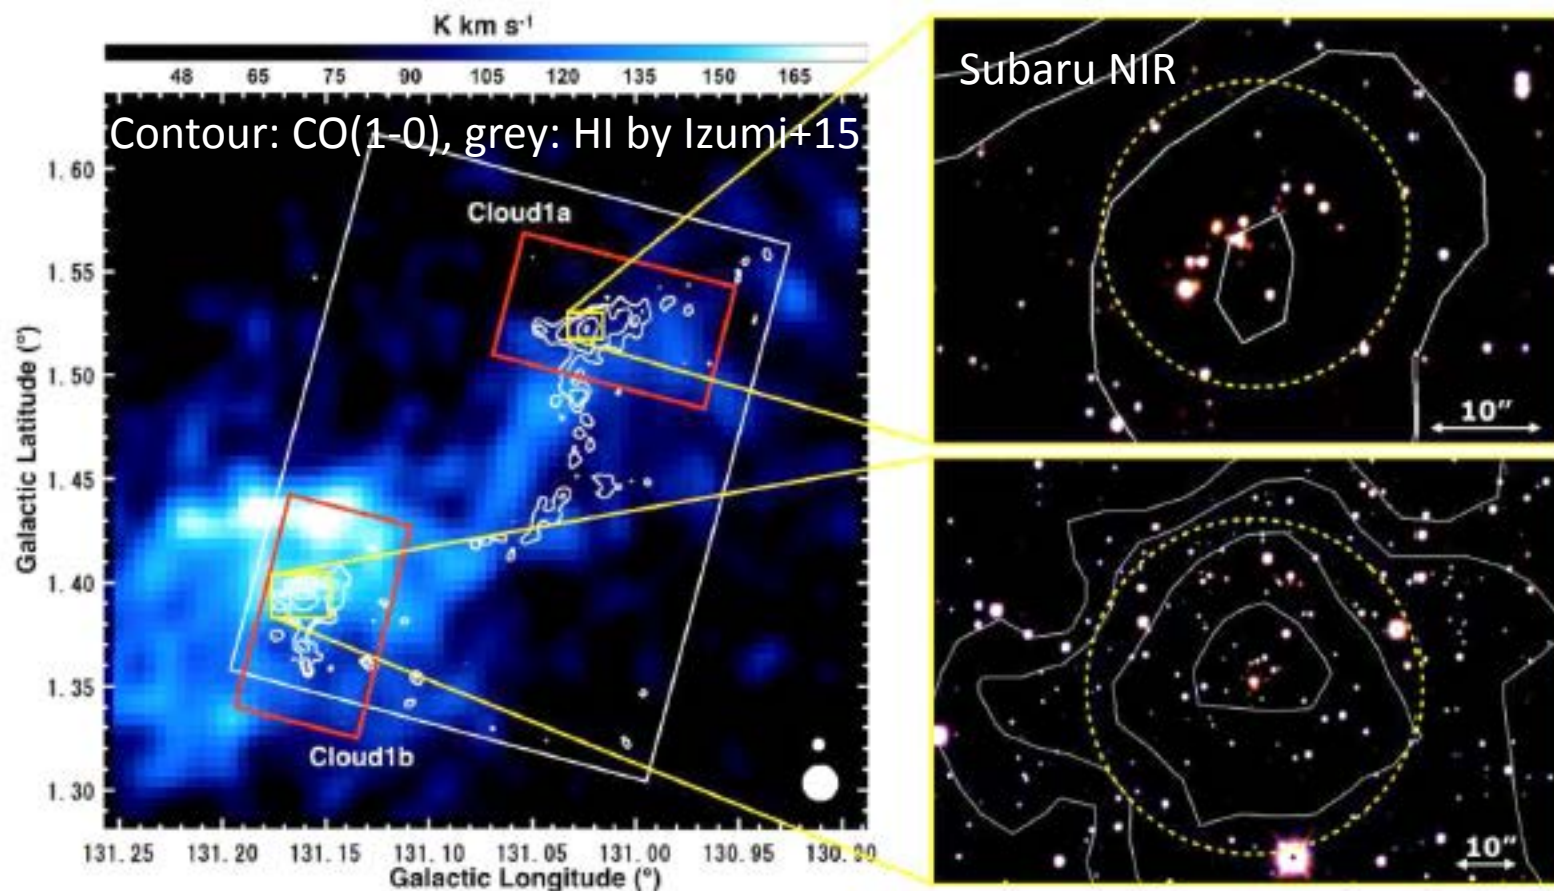 K km s⁻¹
48 65 75 90 105 120 135 150 165
Contour: CO(1-0), grey: HI by Izumi+15
Cloud1a
Cloud1b
Galactic Latitude (°)
1.60
1.55
1.50
1.45
1.40
1.35
1.30
131.25 131.20 131.15 131.10 131.05 131.00 130.95 130.90
Galactic Longitude (°)
Subaru NIR
10″
10″